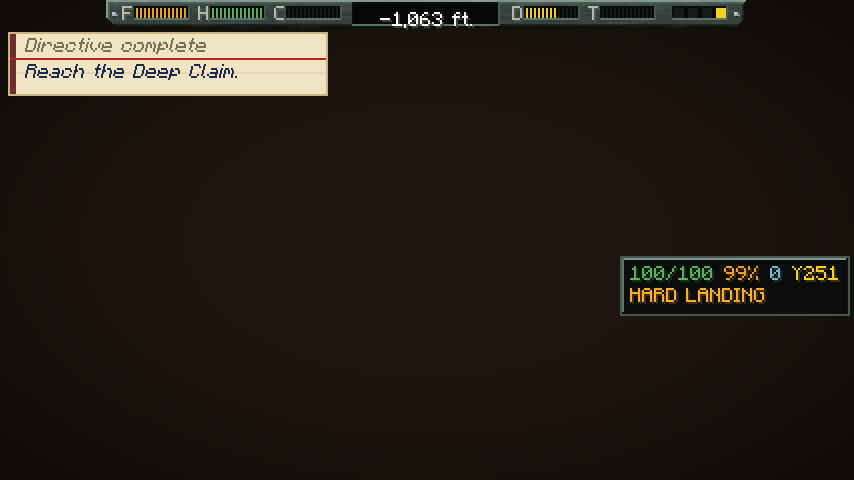 F H C -1,063 ft. D T
Directive complete
Reach the Deep Claim.
100/100 99% 0 Y251
HARD LANDING